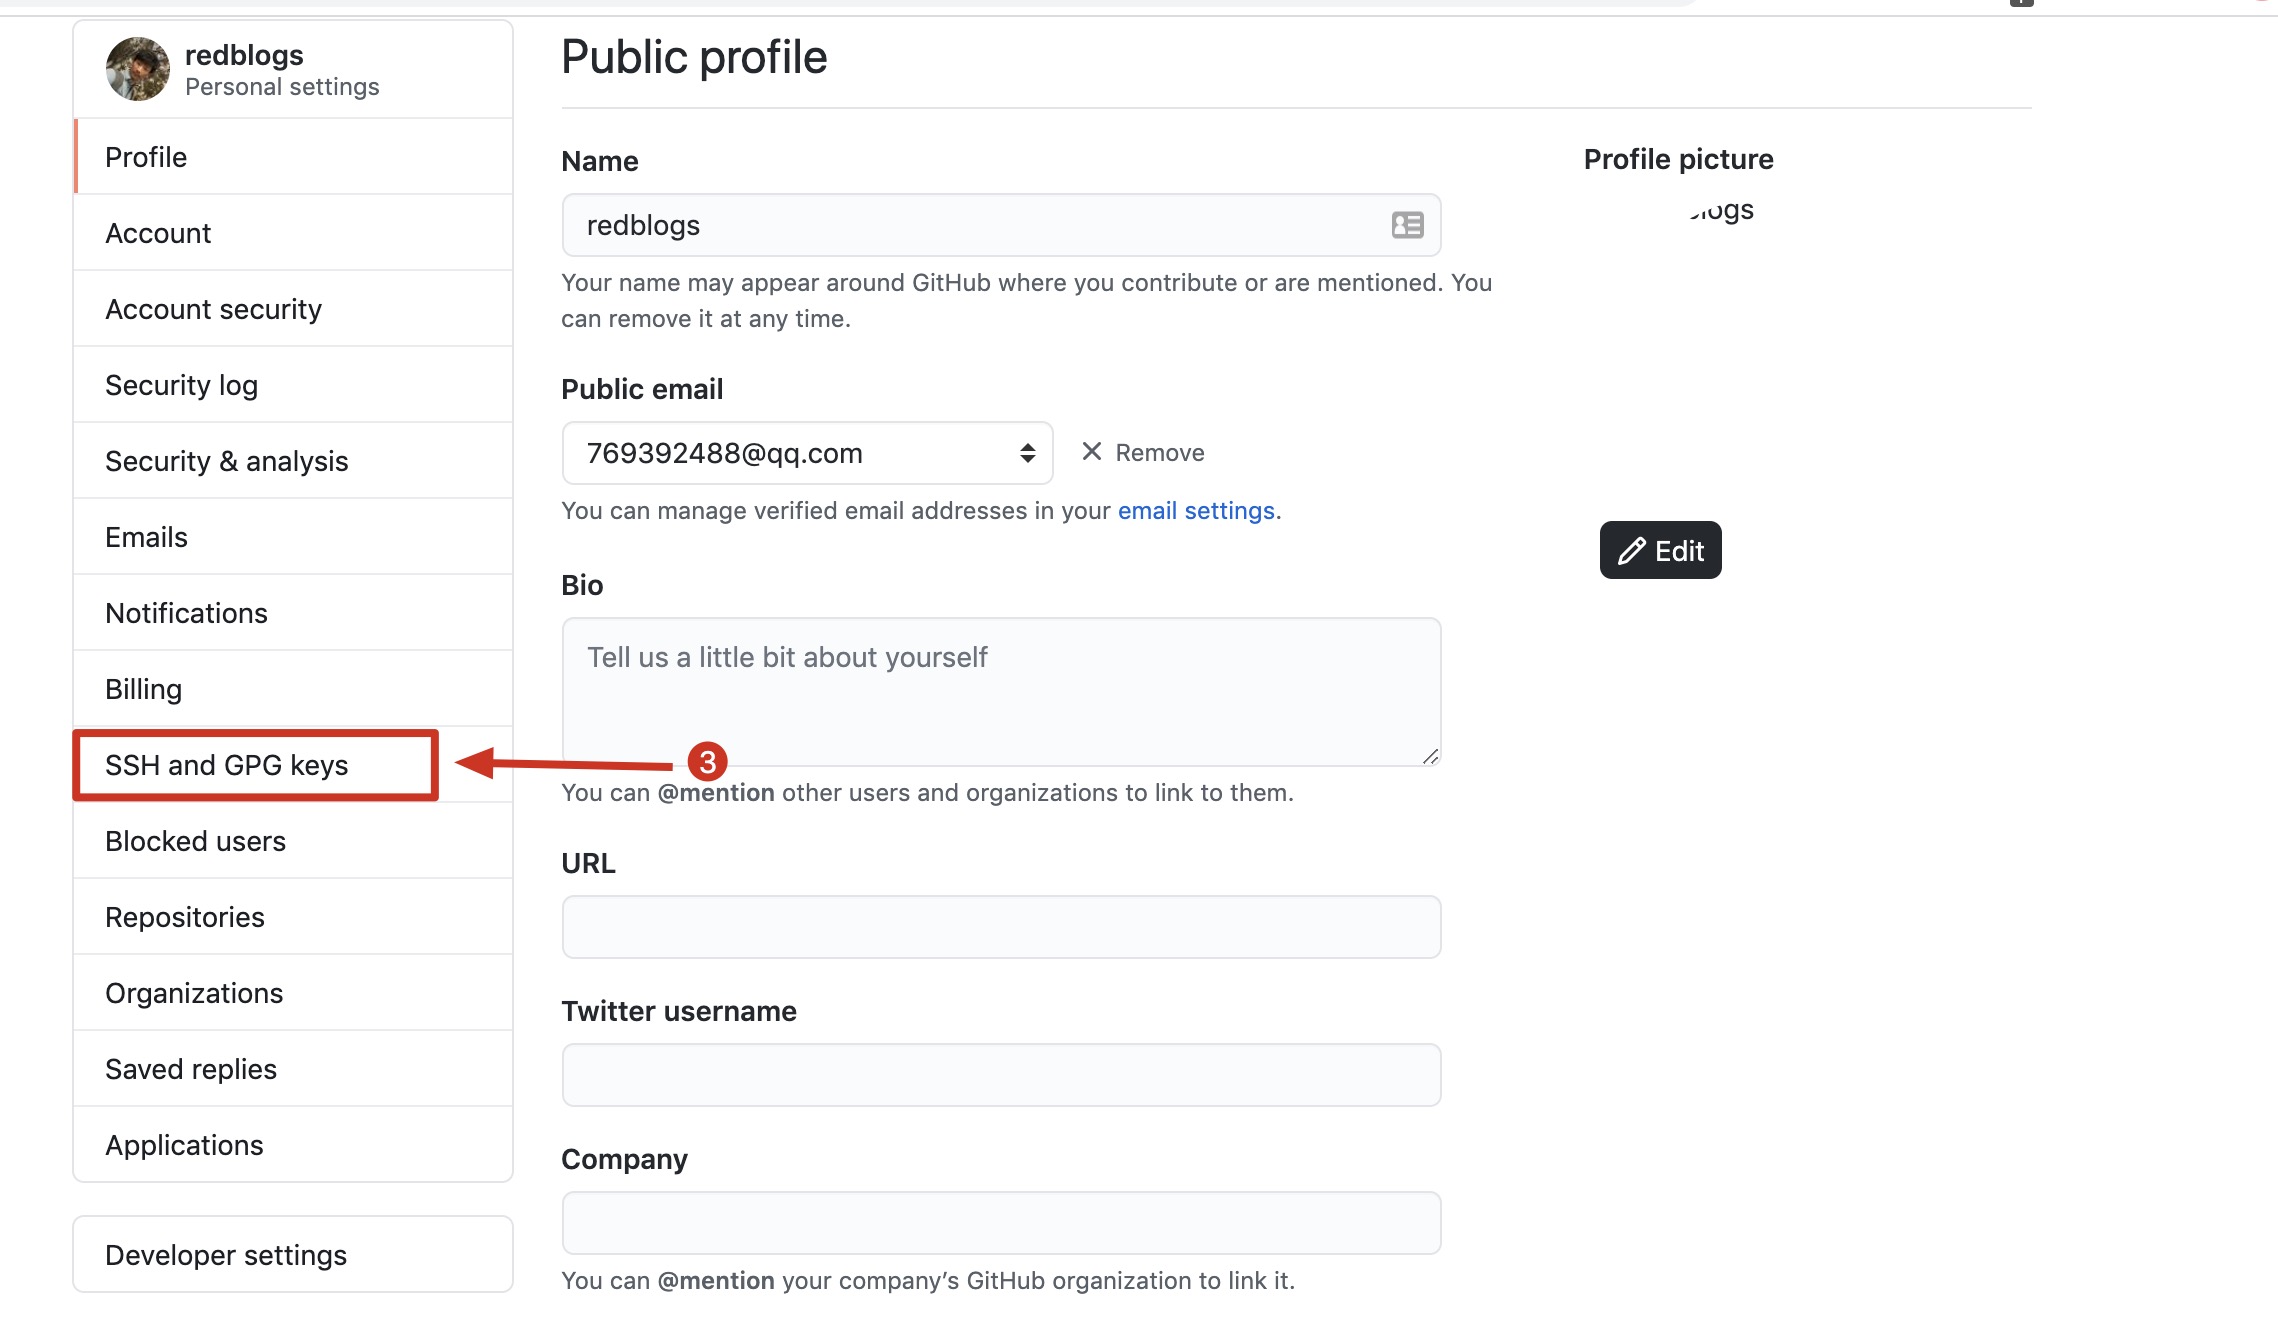 redblogs
Personal settings
Profile
Account
Account security
Security log
Security & analysis
Emails
Notifications
Billing
SSH and GPG keys
Blocked users
Repositories
Organizations
Saved replies
Applications
Developer settings
Public profile
Name
redblogs
Your name may appear around GitHub where you contribute or are mentioned. You
can remove it at any time.
Public email
769392488@qq.com
Remove
You can manage verified email addresses in your email settings.
Bio
Tell us a little bit about yourself
3
You can @mention other users and organizations to link to them.
URL
Twitter username
Company
You can @mention your company’s GitHub organization to link it.
Profile picture
Edit